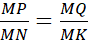 MP/MN = MQ/MK